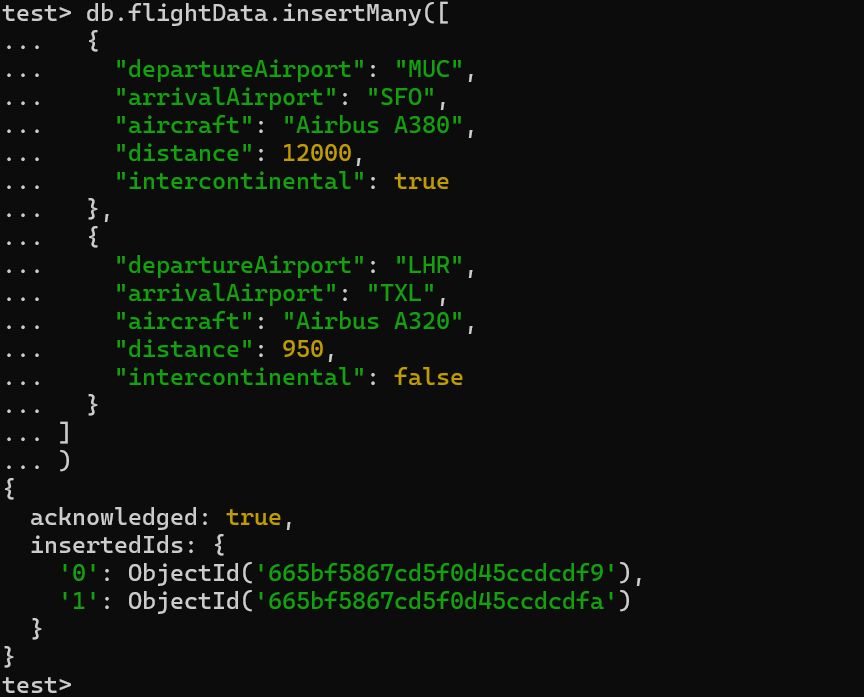 test> db.flightData.insertMany([
...   {
...     "departureAirport": "MUC",
...     "arrivalAirport": "SFO",
...     "aircraft": "Airbus A380",
...     "distance": 12000,
...     "intercontinental": true
...   },
...   {
...     "departureAirport": "LHR",
...     "arrivalAirport": "TXL",
...     "aircraft": "Airbus A320",
...     "distance": 950,
...     "intercontinental": false
...   }
... ]
... )
{
  acknowledged: true,
  insertedIds: {
    '0': ObjectId('665bf5867cd5f0d45ccdcdf9'),
    '1': ObjectId('665bf5867cd5f0d45ccdcdfa')
  }
}
test>